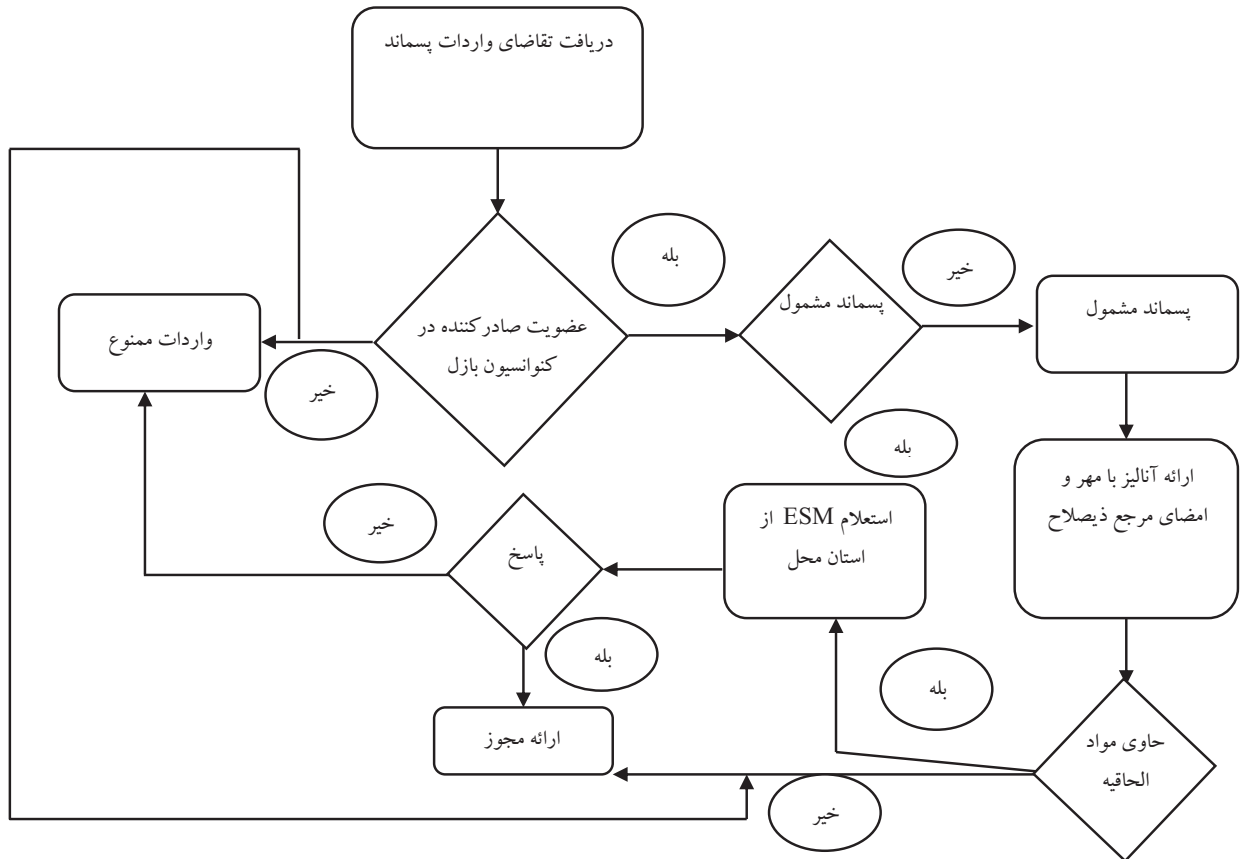 دریافت تقاضای واردات پسماند
عضویت صادرکننده در
کنوانسیون بازل
بله
خیر
واردات ممنوع
پسماند مشمول
خیر
بله
پسماند مشمول
ارائه آنالیز با مهر و
امضای مرجع ذیصلاح
حاوی مواد
الحاقیه
بله
خیر
استعلام ESM از
استان محل
پاسخ
خیر
بله
ارائه مجوز